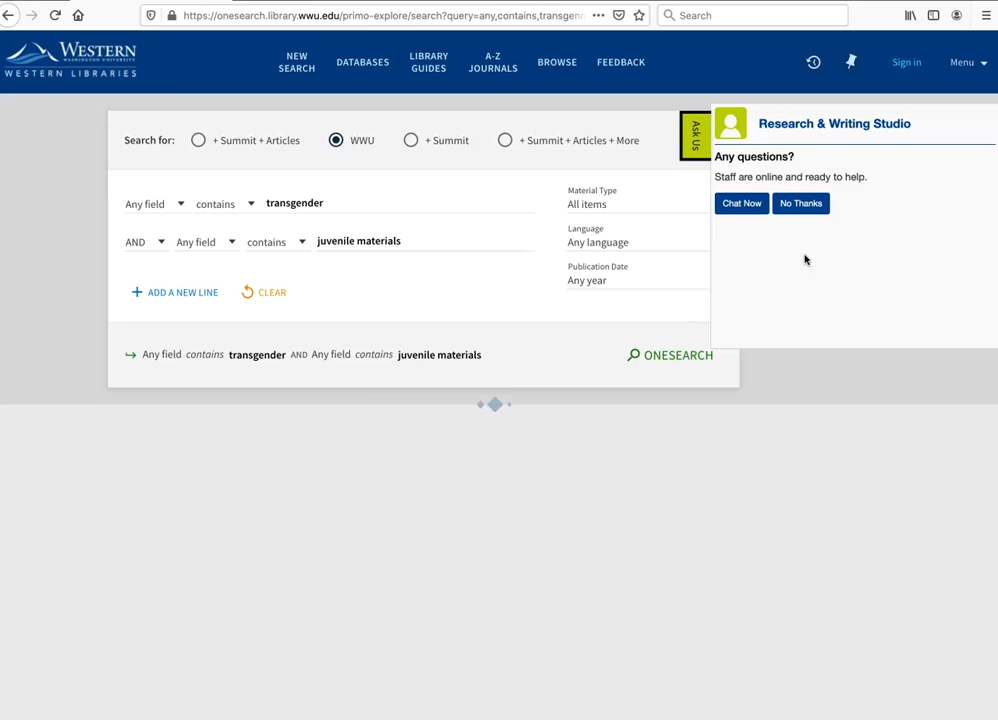 https://onesearch.library.wwu.edu/primo-explore/search?query=any,contains,transgend
Search
WESTERN
WASHINGTON UNIVERSITY
WESTERN LIBRARIES
NEW SEARCH
DATABASES
LIBRARY GUIDES
A-Z JOURNALS
BROWSE
FEEDBACK
Sign in
Menu
Search for:
+ Summit + Articles
WWU
+ Summit
+ Summit + Articles + More
Any field
contains
transgender
AND
Any field
contains
juvenile materials
+ ADD A NEW LINE
CLEAR
Material Type
All items
Language
Any language
Publication Date
Any year
Any field contains transgender AND Any field contains juvenile materials
ONESEARCH
Ask Us
Research & Writing Studio
Any questions?
Staff are online and ready to help.
Chat Now
No Thanks